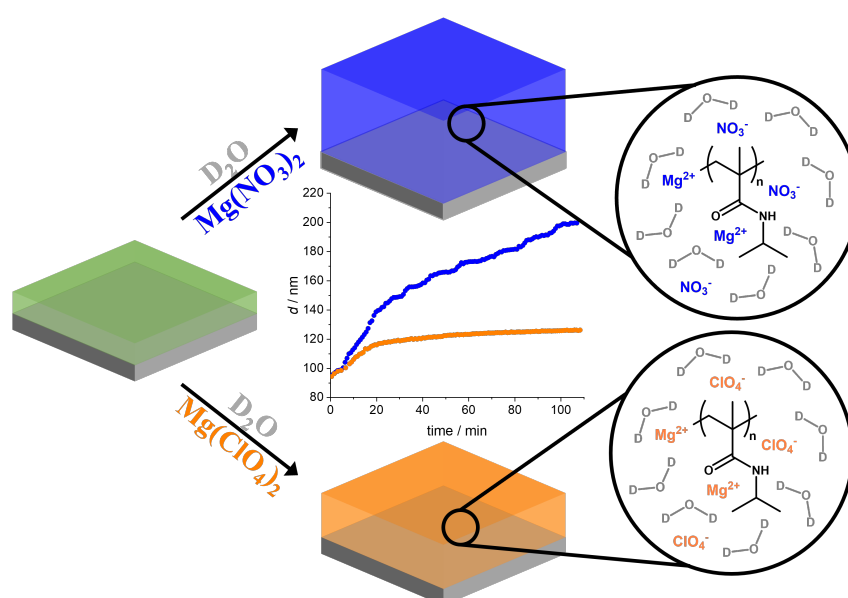 D₂O
Mg(NO₃)₂
D₂O
Mg(ClO₄)₂
220
200
180
160
140
120
100
80
d / nm
0
20
40
60
80
100
time / min
D O D
D O D
NO₃⁻
D O D
D O D
Mg²⁺
( ) n
NO₃⁻
O
NH
D O D
Mg²⁺
D O D
D O D
NO₃⁻
D O D
D O D
ClO₄⁻
D O D
D O D
D O D
Mg²⁺
( ) n
ClO₄⁻
O
NH
D O D
Mg²⁺
D O D
D O D
ClO₄⁻
D O D